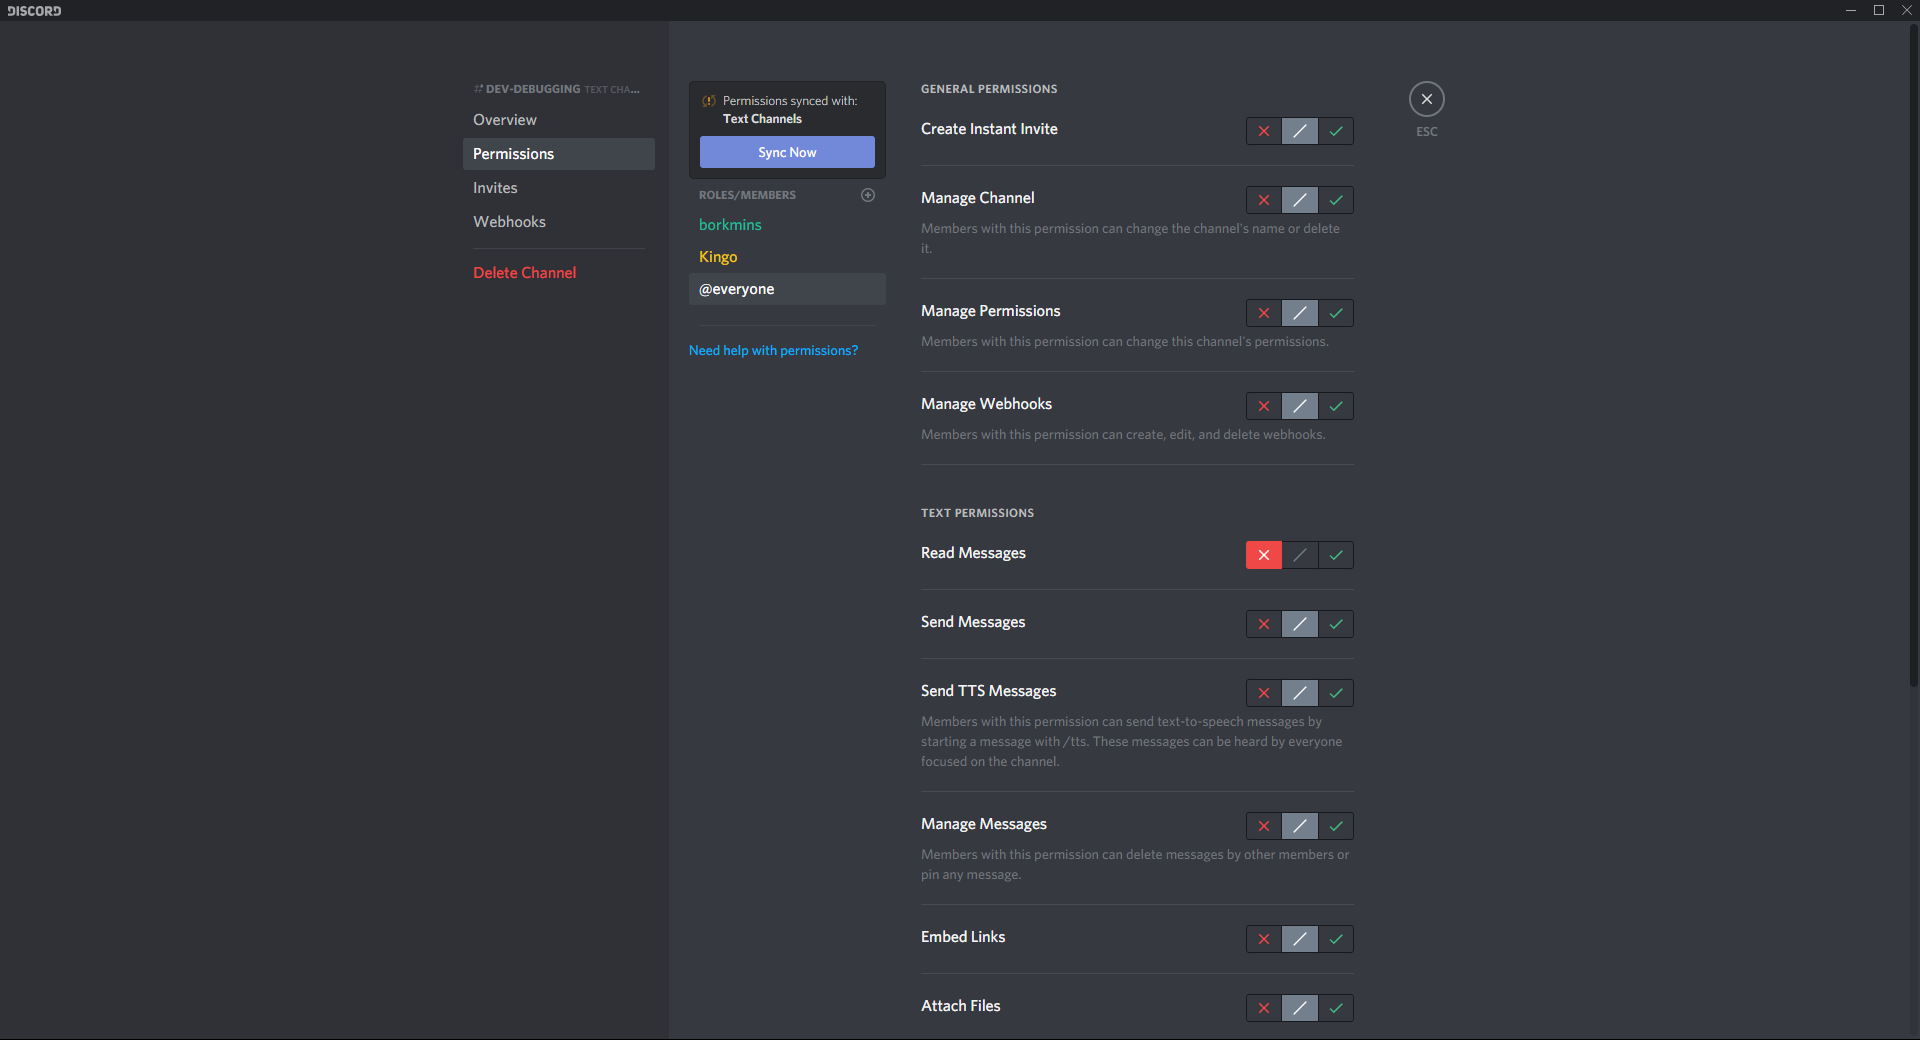 DISCORD
# DEV-DEBUGGING TEXT CHA...
Overview
Permissions
Invites
Webhooks
Delete Channel
Permissions synced with:
Text Channels
Sync Now
ROLES/MEMBERS
borkmins
Kingo
@everyone
Need help with permissions?
GENERAL PERMISSIONS
Create Instant Invite
Manage Channel
Members with this permission can change the channel's name or delete
it.
Manage Permissions
Members with this permission can change this channel's permissions.
Manage Webhooks
Members with this permission can create, edit, and delete webhooks.
TEXT PERMISSIONS
Read Messages
Send Messages
Send TTS Messages
Members with this permission can send text-to-speech messages by
starting a message with /tts. These messages can be heard by everyone
focused on the channel.
Manage Messages
Members with this permission can delete messages by other members or
pin any message.
Embed Links
Attach Files
ESC